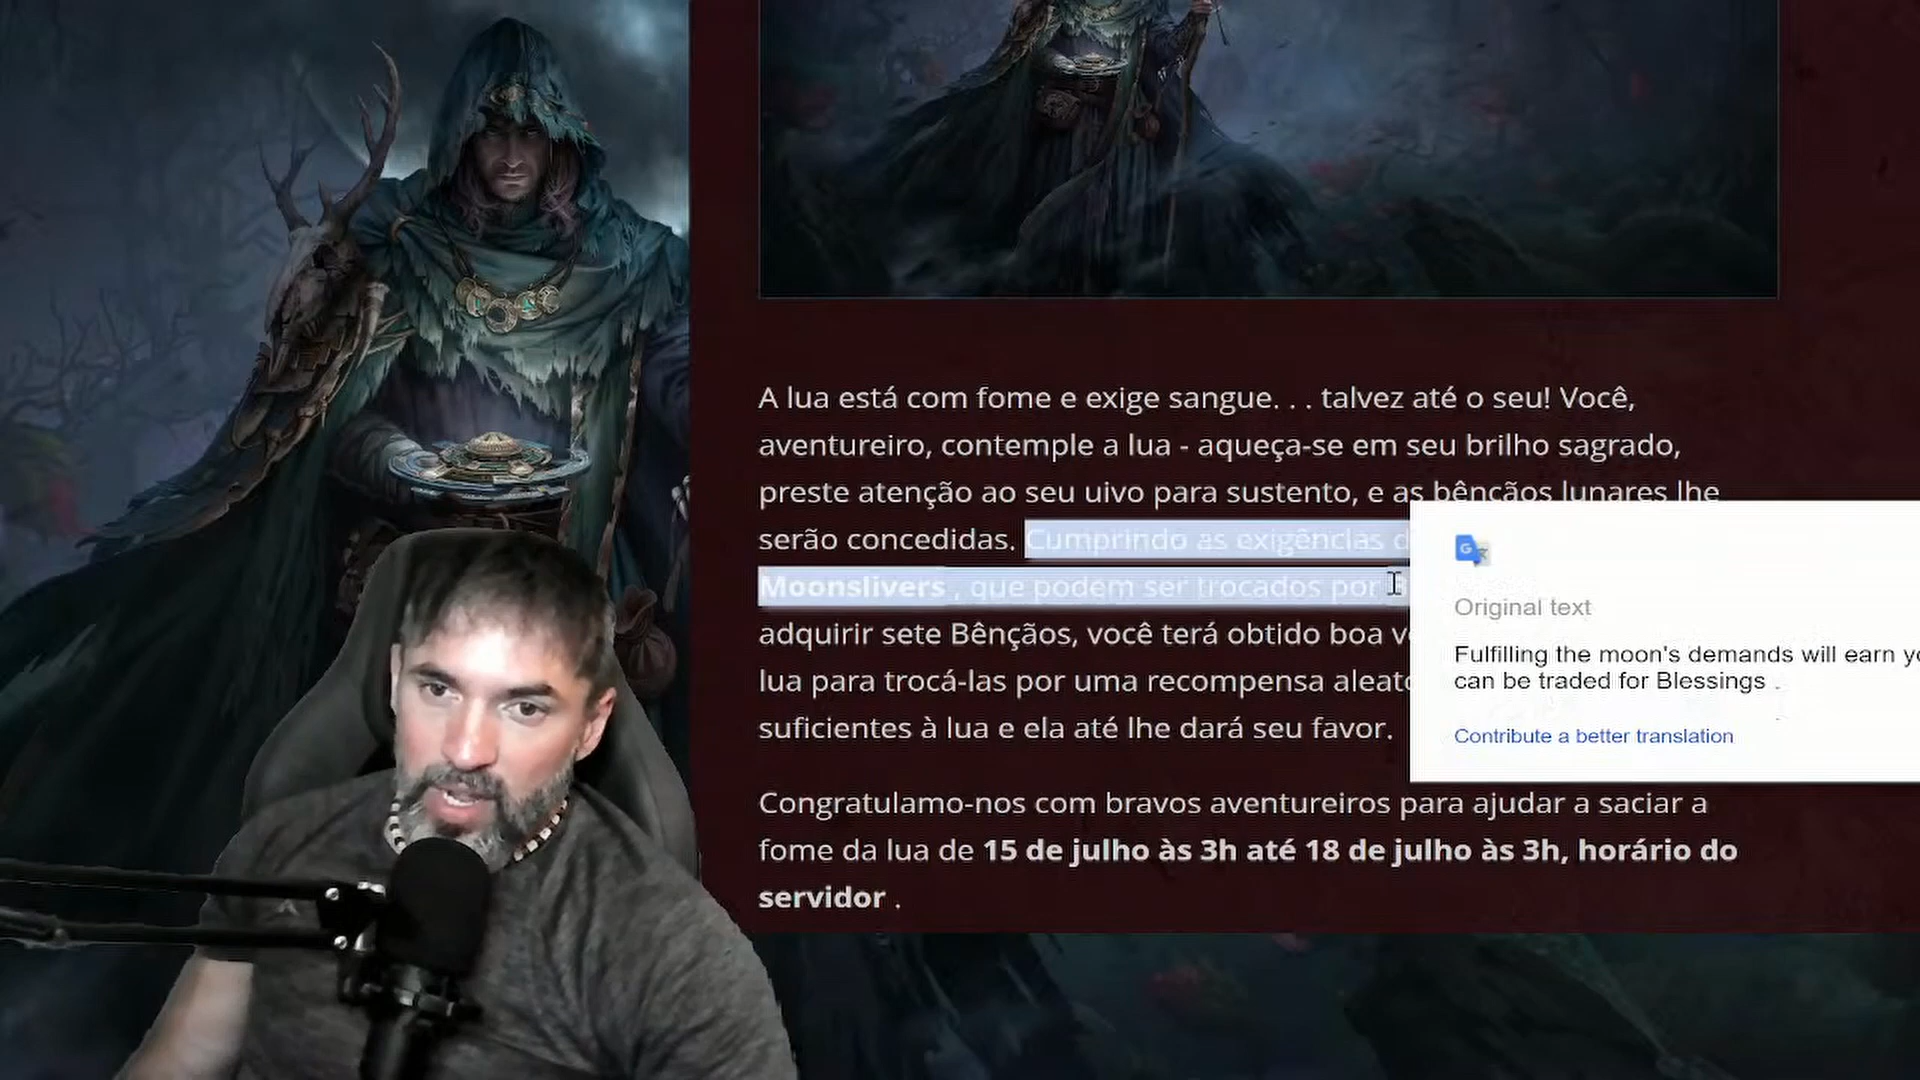 A lua está com fome e exige sangue. . . talvez até o seu! Você,
aventureiro, contemple a lua - aqueça-se em seu brilho sagrado,
preste atenção ao seu uivo para sustento, e as bênçãos lunares lhe
serão concedidas. Cumprindo as exigências d
Moonslivers , que podem ser trocados por
adquirir sete Bênçãos, você terá obtido boa v
lua para trocá-las por uma recompensa aleato
suficientes à lua e ela até lhe dará seu favor.
Original text
Fulfilling the moon's demands will earn yo
can be traded for Blessings .
Contribute a better translation
Congratulamo-nos com bravos aventureiros para ajudar a saciar a
fome da lua de 15 de julho às 3h até 18 de julho às 3h, horário do
servidor .